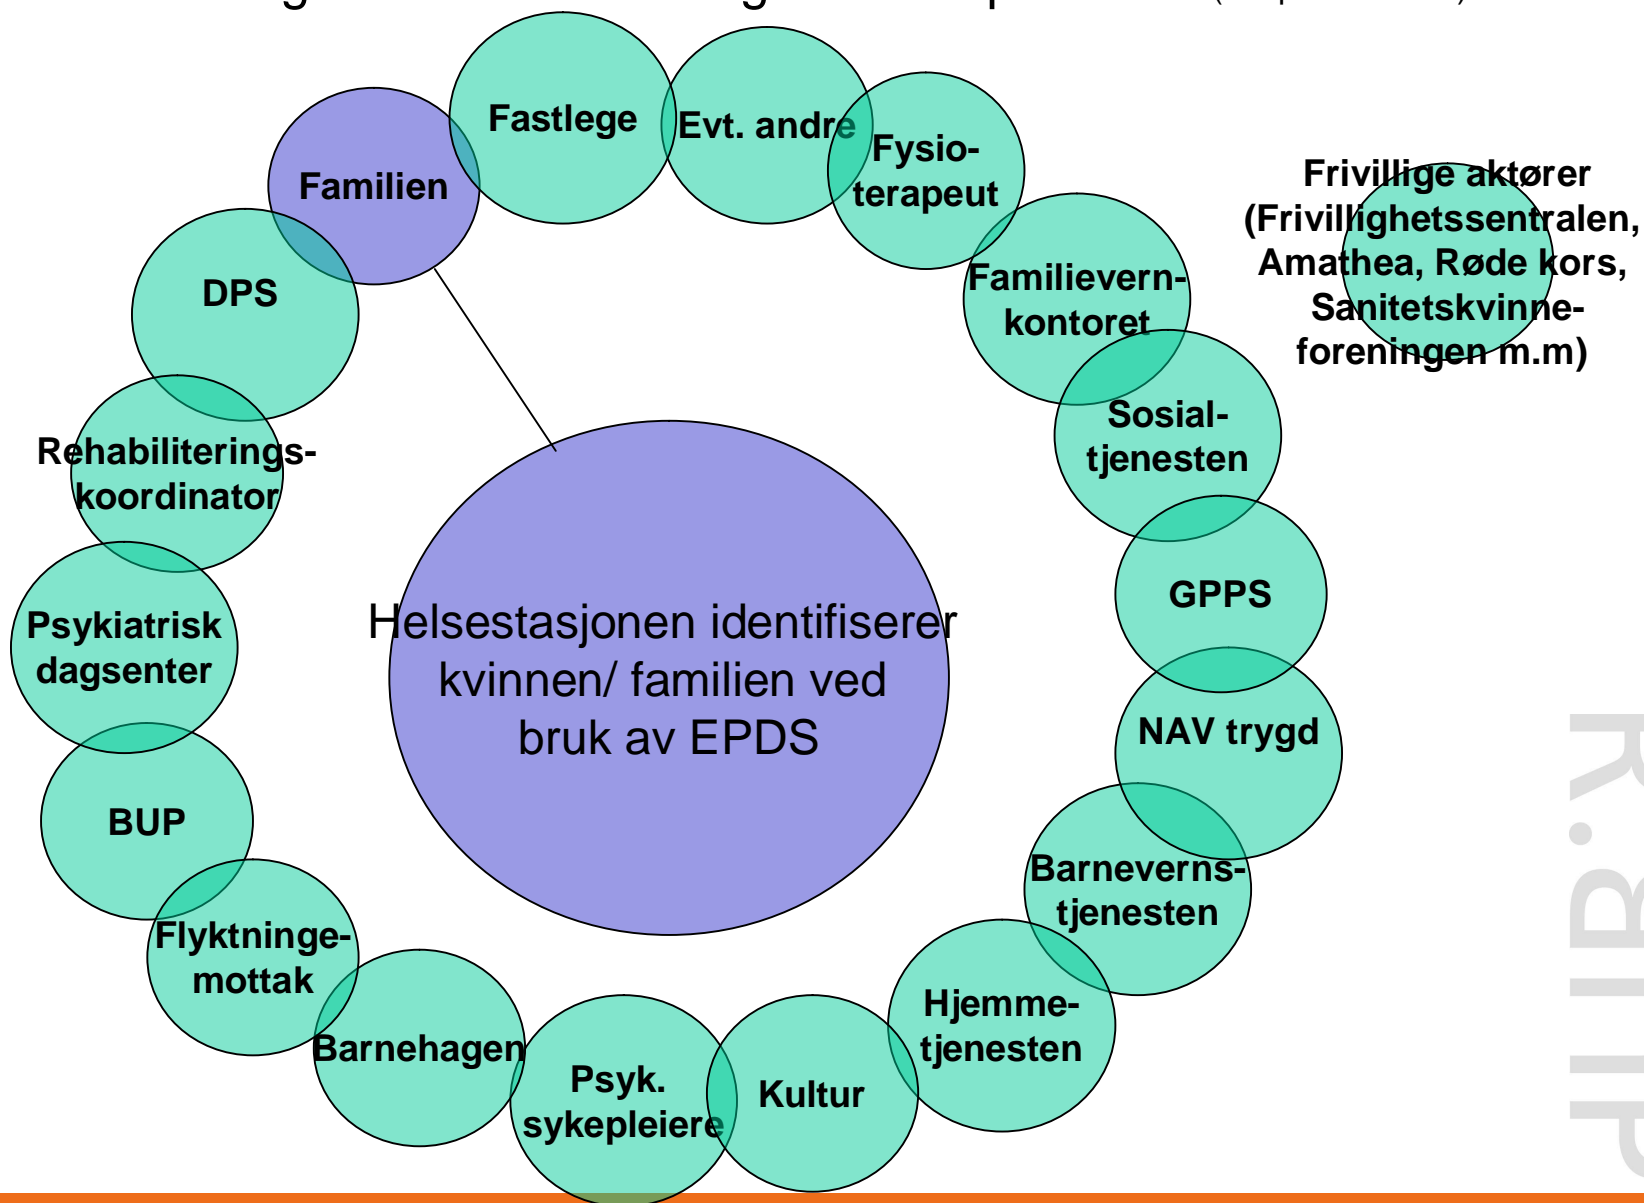 Fastlege
Evt. andre
Fysio-
terapeut
Familien
Frivillige aktører
(Frivillighetssentralen,
Amathea, Røde kors,
Sanitetskvinne-
foreningen m.m)
DPS
Familievern-
kontoret
Sosial-
tjenesten
Rehabiliterings-
koordinator
GPPS
Psykiatrisk
dagsenter
Helsestasjonen identifiserer
kvinnen/ familien ved
bruk av EPDS
NAV trygd
BUP
Barneverns-
tjenesten
Flyktninge-
mottak
Hjemme-
tjenesten
Barnehagen
Psyk.
sykepleiere
Kultur